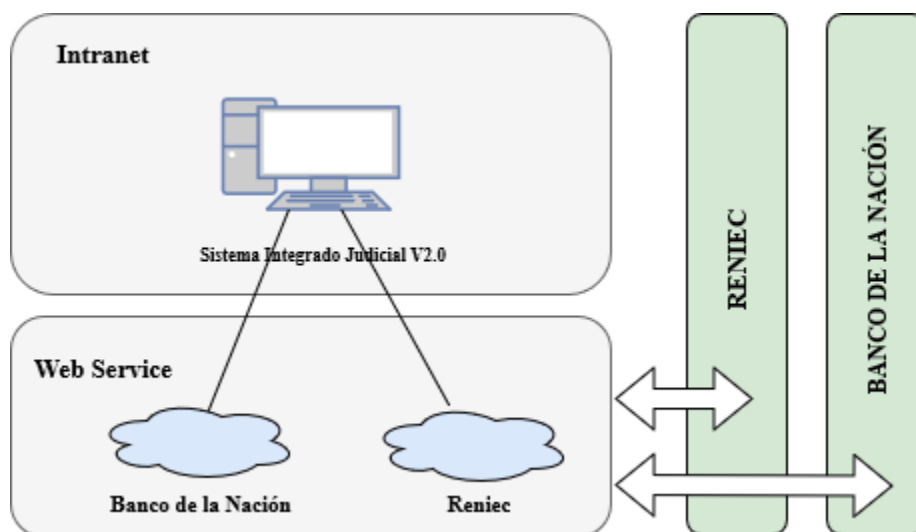 Intranet
Sistema Integrado Judicial V2.0
Web Service
Banco de la Nación
Reniec
RENIEC
BANCO DE LA NACIÓN